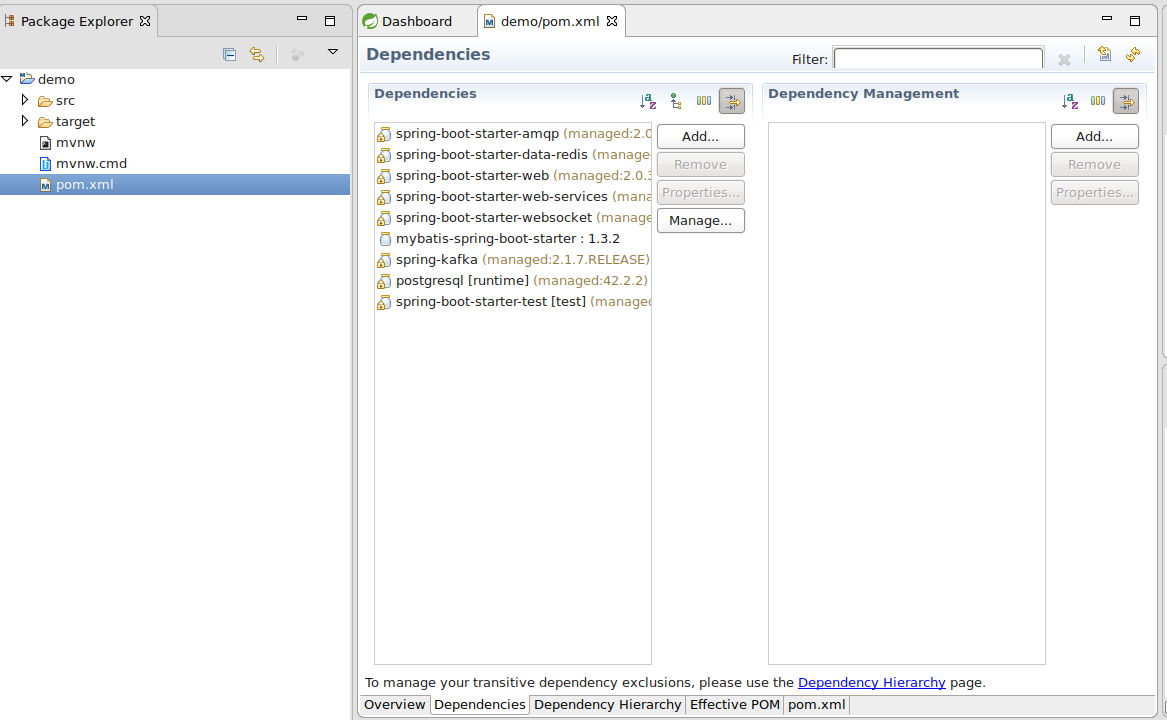 Package Explorer
demo
src
target
mvnw
mvnw.cmd
pom.xml
Dashboard
demo/pom.xml
Dependencies
Filter:
Dependencies
spring-boot-starter-amqp (managed:2.0
spring-boot-starter-data-redis (manage
spring-boot-starter-web (managed:2.0.3
spring-boot-starter-web-services (mana
spring-boot-starter-websocket (manage
mybatis-spring-boot-starter : 1.3.2
spring-kafka (managed:2.1.7.RELEASE)
postgresql [runtime] (managed:42.2.2)
spring-boot-starter-test [test] (managed
Add...
Remove
Properties...
Manage...
Dependency Management
Add...
Remove
Properties...
To manage your transitive dependency exclusions, please use the Dependency Hierarchy page.
Overview Dependencies Dependency Hierarchy Effective POM pom.xml